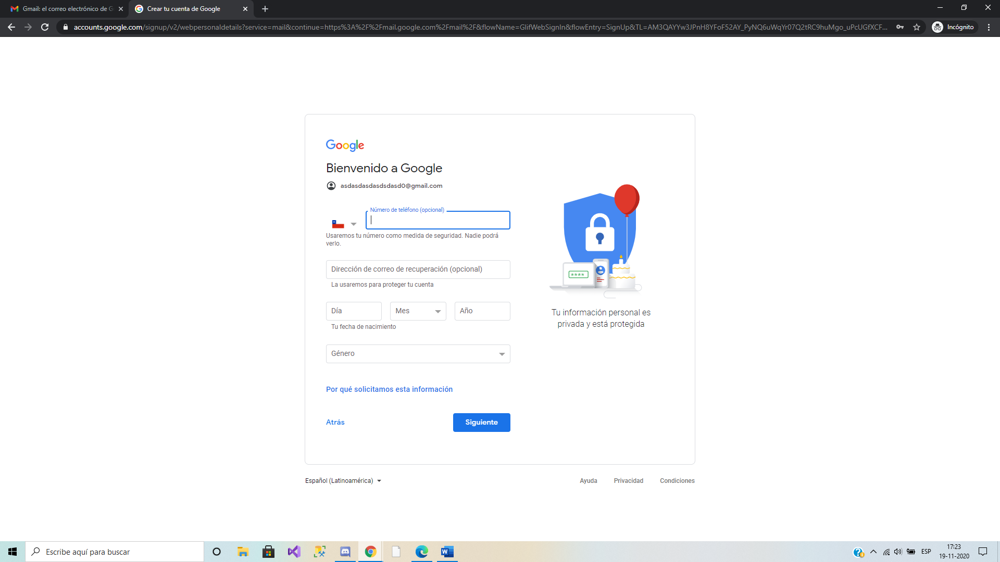 Gmail: el correo electrónico de G
Crear tu cuenta de Google
accounts.google.com/signup/v2/webpersonaldetails?service=mail&continue=https%3A%2F%2Fmail.google.com%2Fmail%2F&flowName=GlifWebSignIn&flowEntry=SignUp&TL=AM3QAYYw3JPnH8YFoF52AY_PyNQ6uWqYr07Q2tRC9huMgo_uPcUGfXCF...
Incógnito
Google
Bienvenido a Google
asdasdasdasdsdasd0@gmail.com
Número de teléfono (opcional)
Usaremos tu número como medida de seguridad. Nadie podrá
verlo.
Dirección de correo de recuperación (opcional)
La usaremos para proteger tu cuenta
Día
Mes
Año
Tu fecha de nacimiento
Género
Por qué solicitamos esta información
Atrás
Siguiente
****
Tu información personal es
privada y está protegida
Español (Latinoamérica)
Ayuda
Privacidad
Condiciones
Escribe aquí para buscar
ESP
17:23
19-11-2020